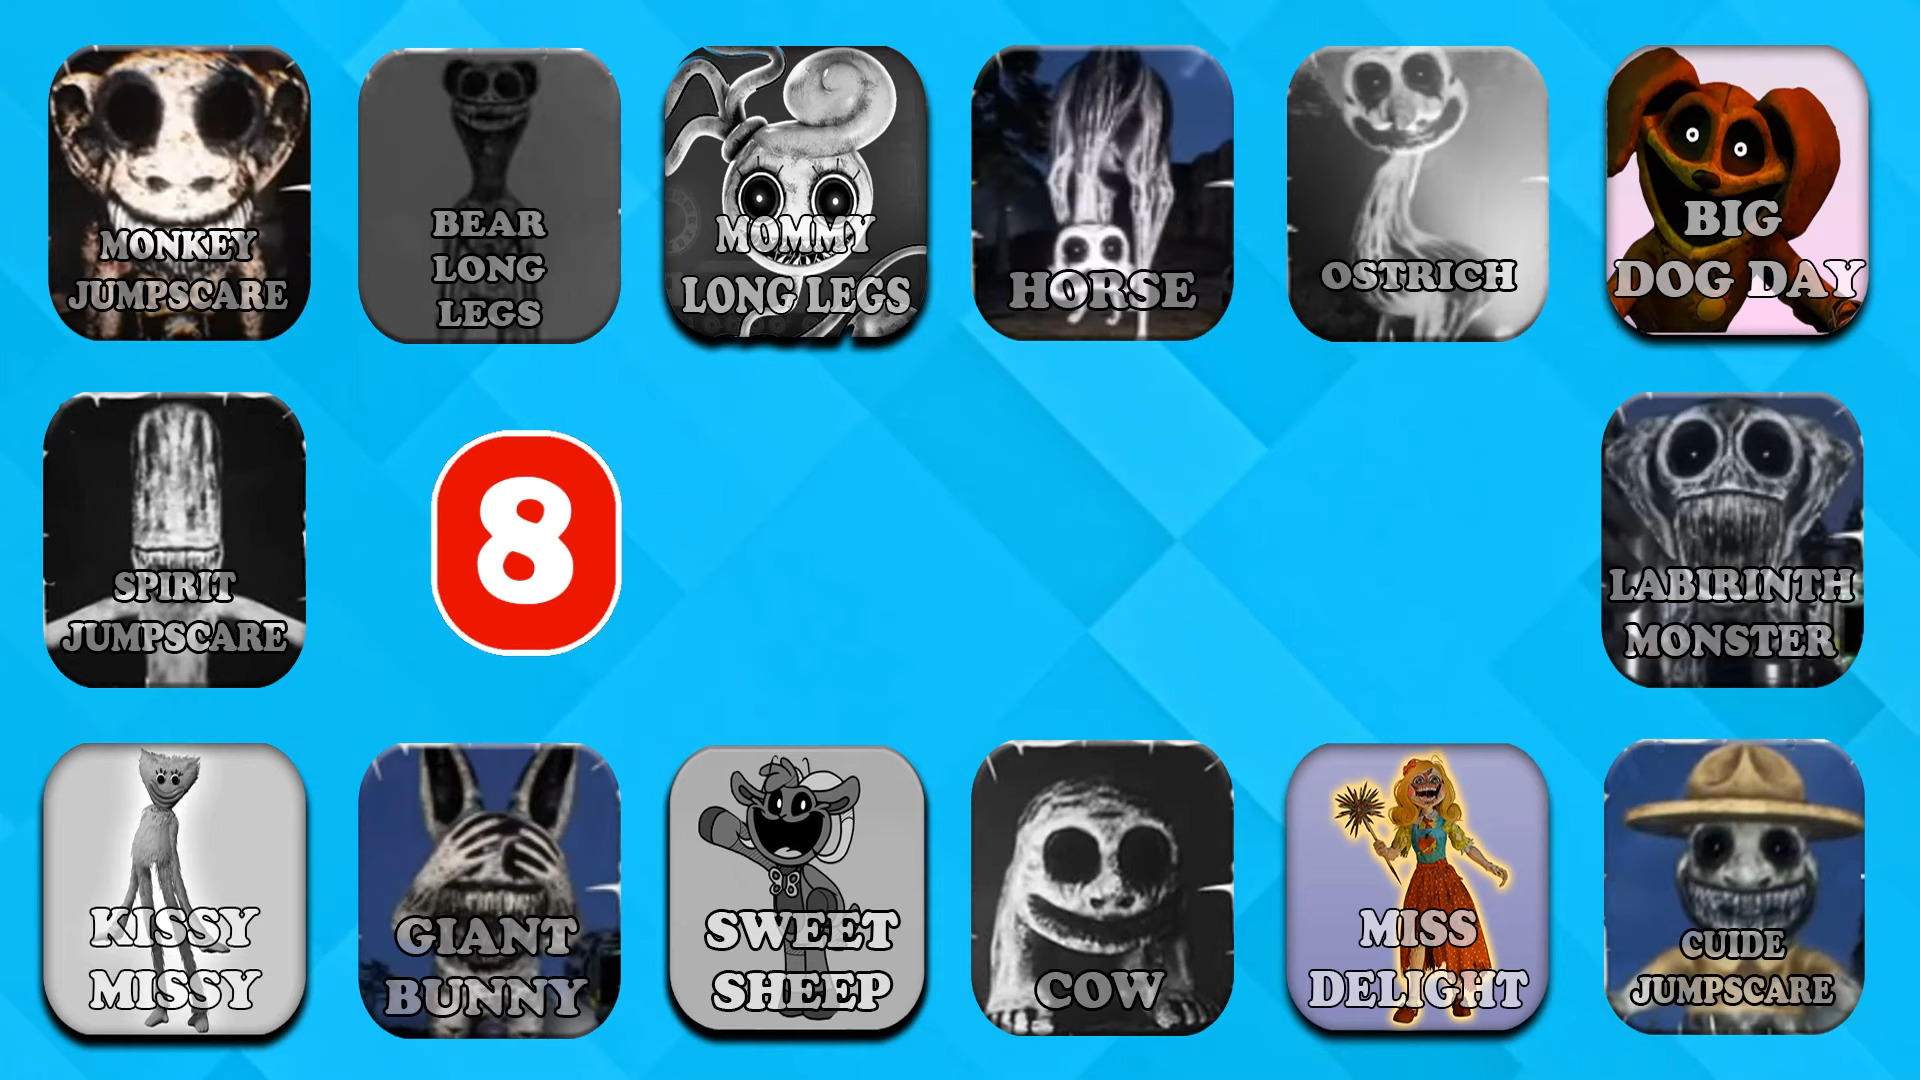 MONKEY
JUMPSCARE
BEAR
LONG
LEGS
MOMMY
LONG LEGS
HORSE
OSTRICH
BIG
DOG DAY
SPIRIT
JUMPSCARE
8
LABIRINTH
MONSTER
KISSY
MISSY
GIANT
BUNNY
SWEET
SHEEP
COW
MISS
DELIGHT
CUIDE
JUMPSCARE